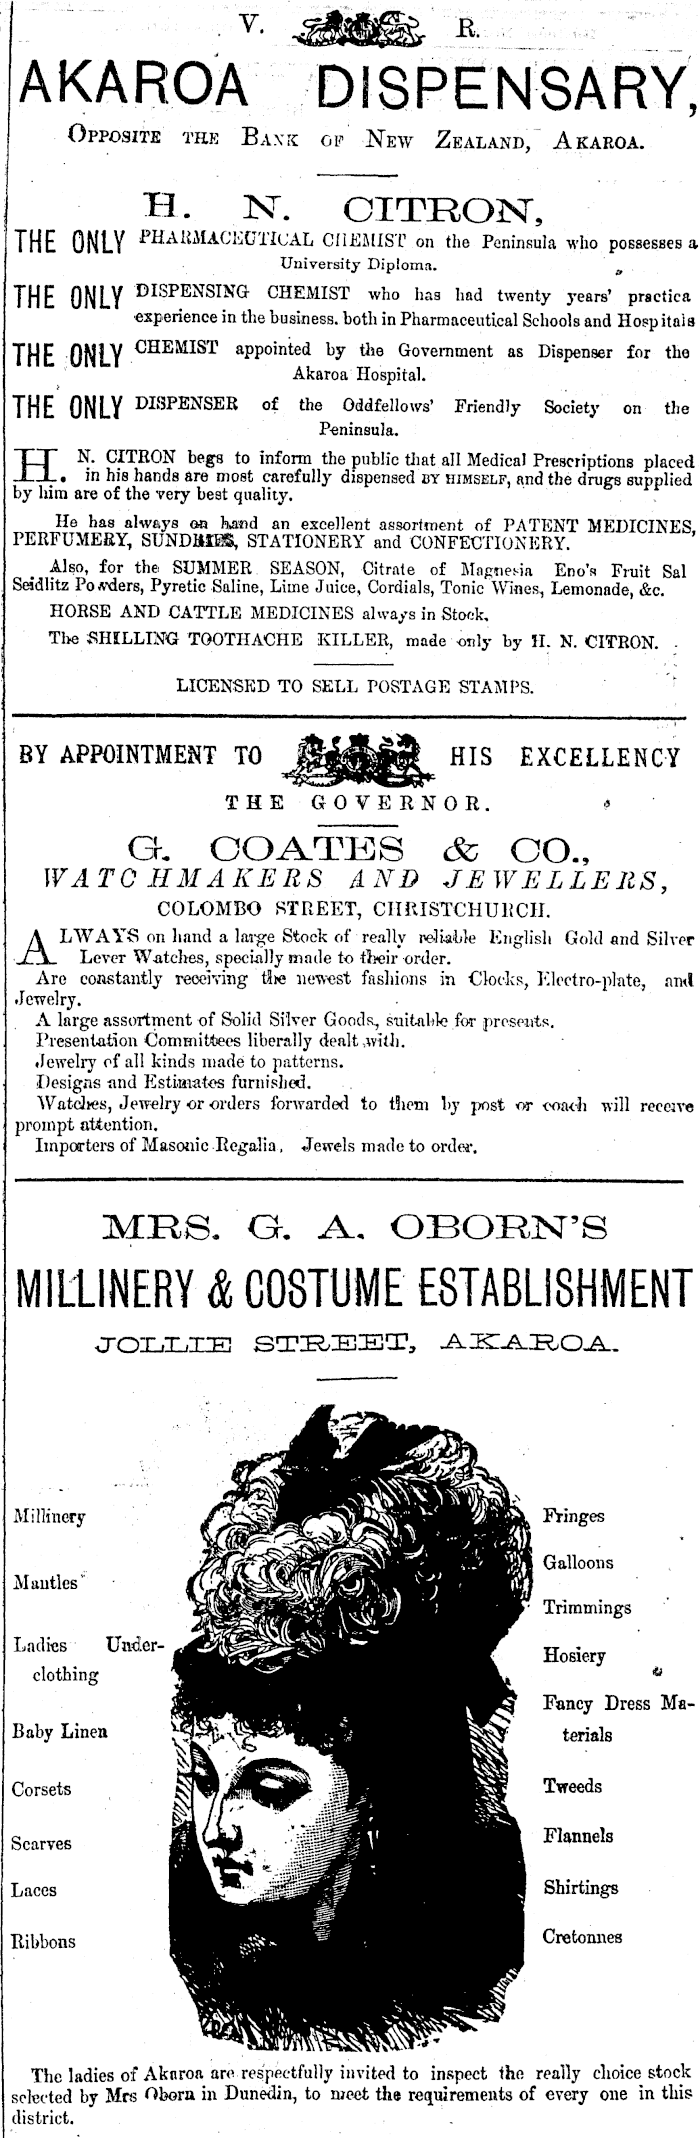 V. R.
AKAROA DISPENSARY,
OPPOSITE THE BANK OF NEW ZEALAND, AKAROA.
H. N. CITRON,
THE ONLY PHARMACEUTICAL CHEMIST on the Peninsula who possesses a
University Diploma.
THE ONLY DISPENSING CHEMIST who has had twenty years' practica
experience in the business. both in Pharmaceutical Schools and Hospitals
THE ONLY CHEMIST appointed by the Government as Dispenser for the
Akaroa Hospital.
THE ONLY DISPENSER of the Oddfellows' Friendly Society on the
Peninsula.
H. N. CITRON begs to inform the public that all Medical Prescriptions placed
in his hands are most carefully dispensed BY HIMSELF, and the drugs supplied
by him are of the very best quality.
He has always on hand an excellent assortment of PATENT MEDICINES,
PERFUMERY, SUNDRIES, STATIONERY and CONFECTIONERY.
Also, for the SUMMER SEASON, Citrate of Magnesia Eno's Fruit Sal
Seidlitz Powders, Pyretic Saline, Lime Juice, Cordials, Tonic Wines, Lemonade, &c.
HORSE AND CATTLE MEDICINES always in Stock.
The SHILLING TOOTHACHE KILLER, made only by H. N. CITRON.
LICENSED TO SELL POSTAGE STAMPS.
BY APPOINTMENT TO HIS EXCELLENCY
THE GOVERNOR.
G. COATES & CO.,
WATCHMAKERS AND JEWELLERS,
COLOMBO STREET, CHRISTCHURCH.
ALWAYS on hand a large Stock of really reliable English Gold and Silver
Lever Watches, specially made to their order.
Are constantly receiving the newest fashions in Clocks, Electro-plate, and
Jewelry.
A large assortment of Solid Silver Goods, suitable for presents.
Presentation Committees liberally dealt with.
Jewelry of all kinds made to patterns.
Designs and Estimates furnished.
Watches, Jewelry or orders forwarded to them by post or coach will receive
prompt attention.
Importers of Masonic Regalia, Jewels made to order.
MRS. G. A. OBORN'S
MILLINERY & COSTUME ESTABLISHMENT
JOLLIE STREET, AKAROA.
Millinery
Mantles
Ladies Under-
clothing
Baby Linen
Corsets
Scarves
Laces
Ribbons
Fringes
Galloons
Trimmings
Hosiery
Fancy Dress Ma-
terials
Tweeds
Flannels
Shirtings
Cretonnes
The ladies of Akaroa are respectfully invited to inspect the really choice stock
selected by Mrs Oborn in Dunedin, to meet the requirements of every one in this
district.